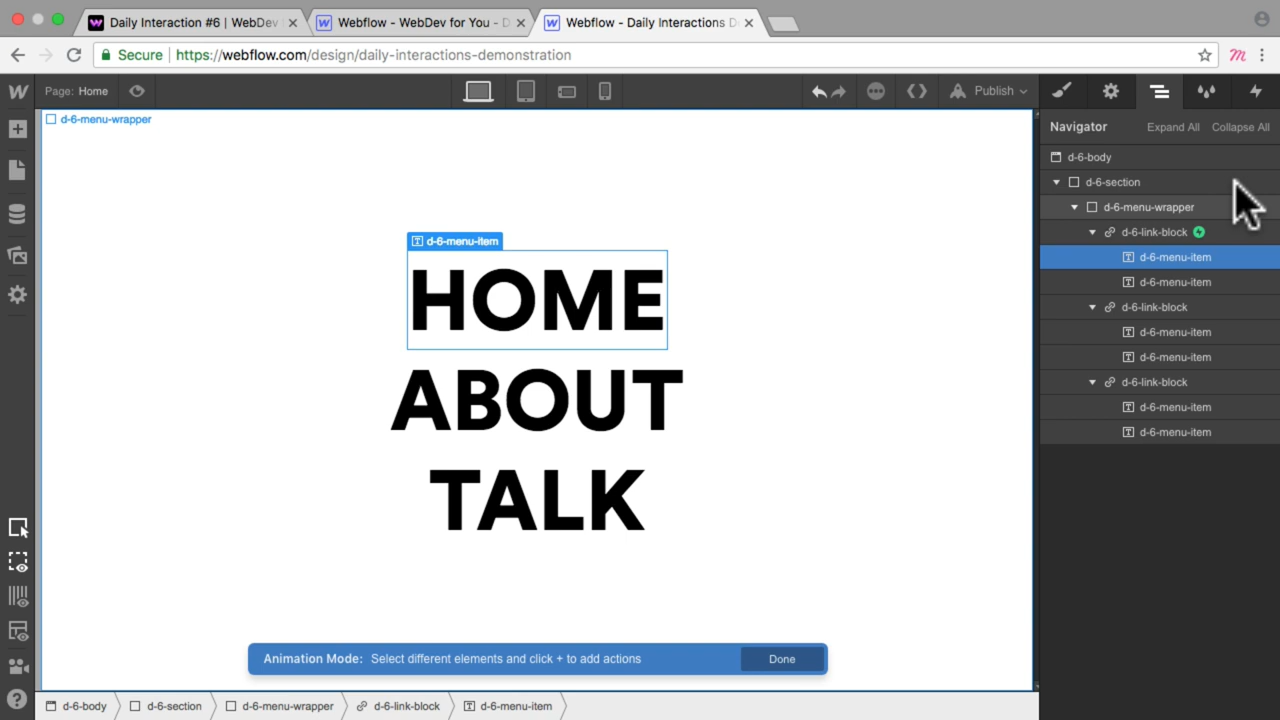 Daily Interaction #6 | WebDev
Webflow - WebDev for You - D
Webflow - Daily Interactions D
Secure | https://webflow.com/design/daily-interactions-demonstration
Page: Home
Publish
d-6-menu-wrapper
d-6-menu-item
HOME
ABOUT
TALK
Animation Mode: Select different elements and click + to add actions
Done
Navigator
Expand All
Collapse All
d-6-body
d-6-section
d-6-menu-wrapper
d-6-link-block
d-6-menu-item
d-6-menu-item
d-6-link-block
d-6-menu-item
d-6-menu-item
d-6-link-block
d-6-menu-item
d-6-menu-item
d-6-body
d-6-section
d-6-menu-wrapper
d-6-link-block
d-6-menu-item